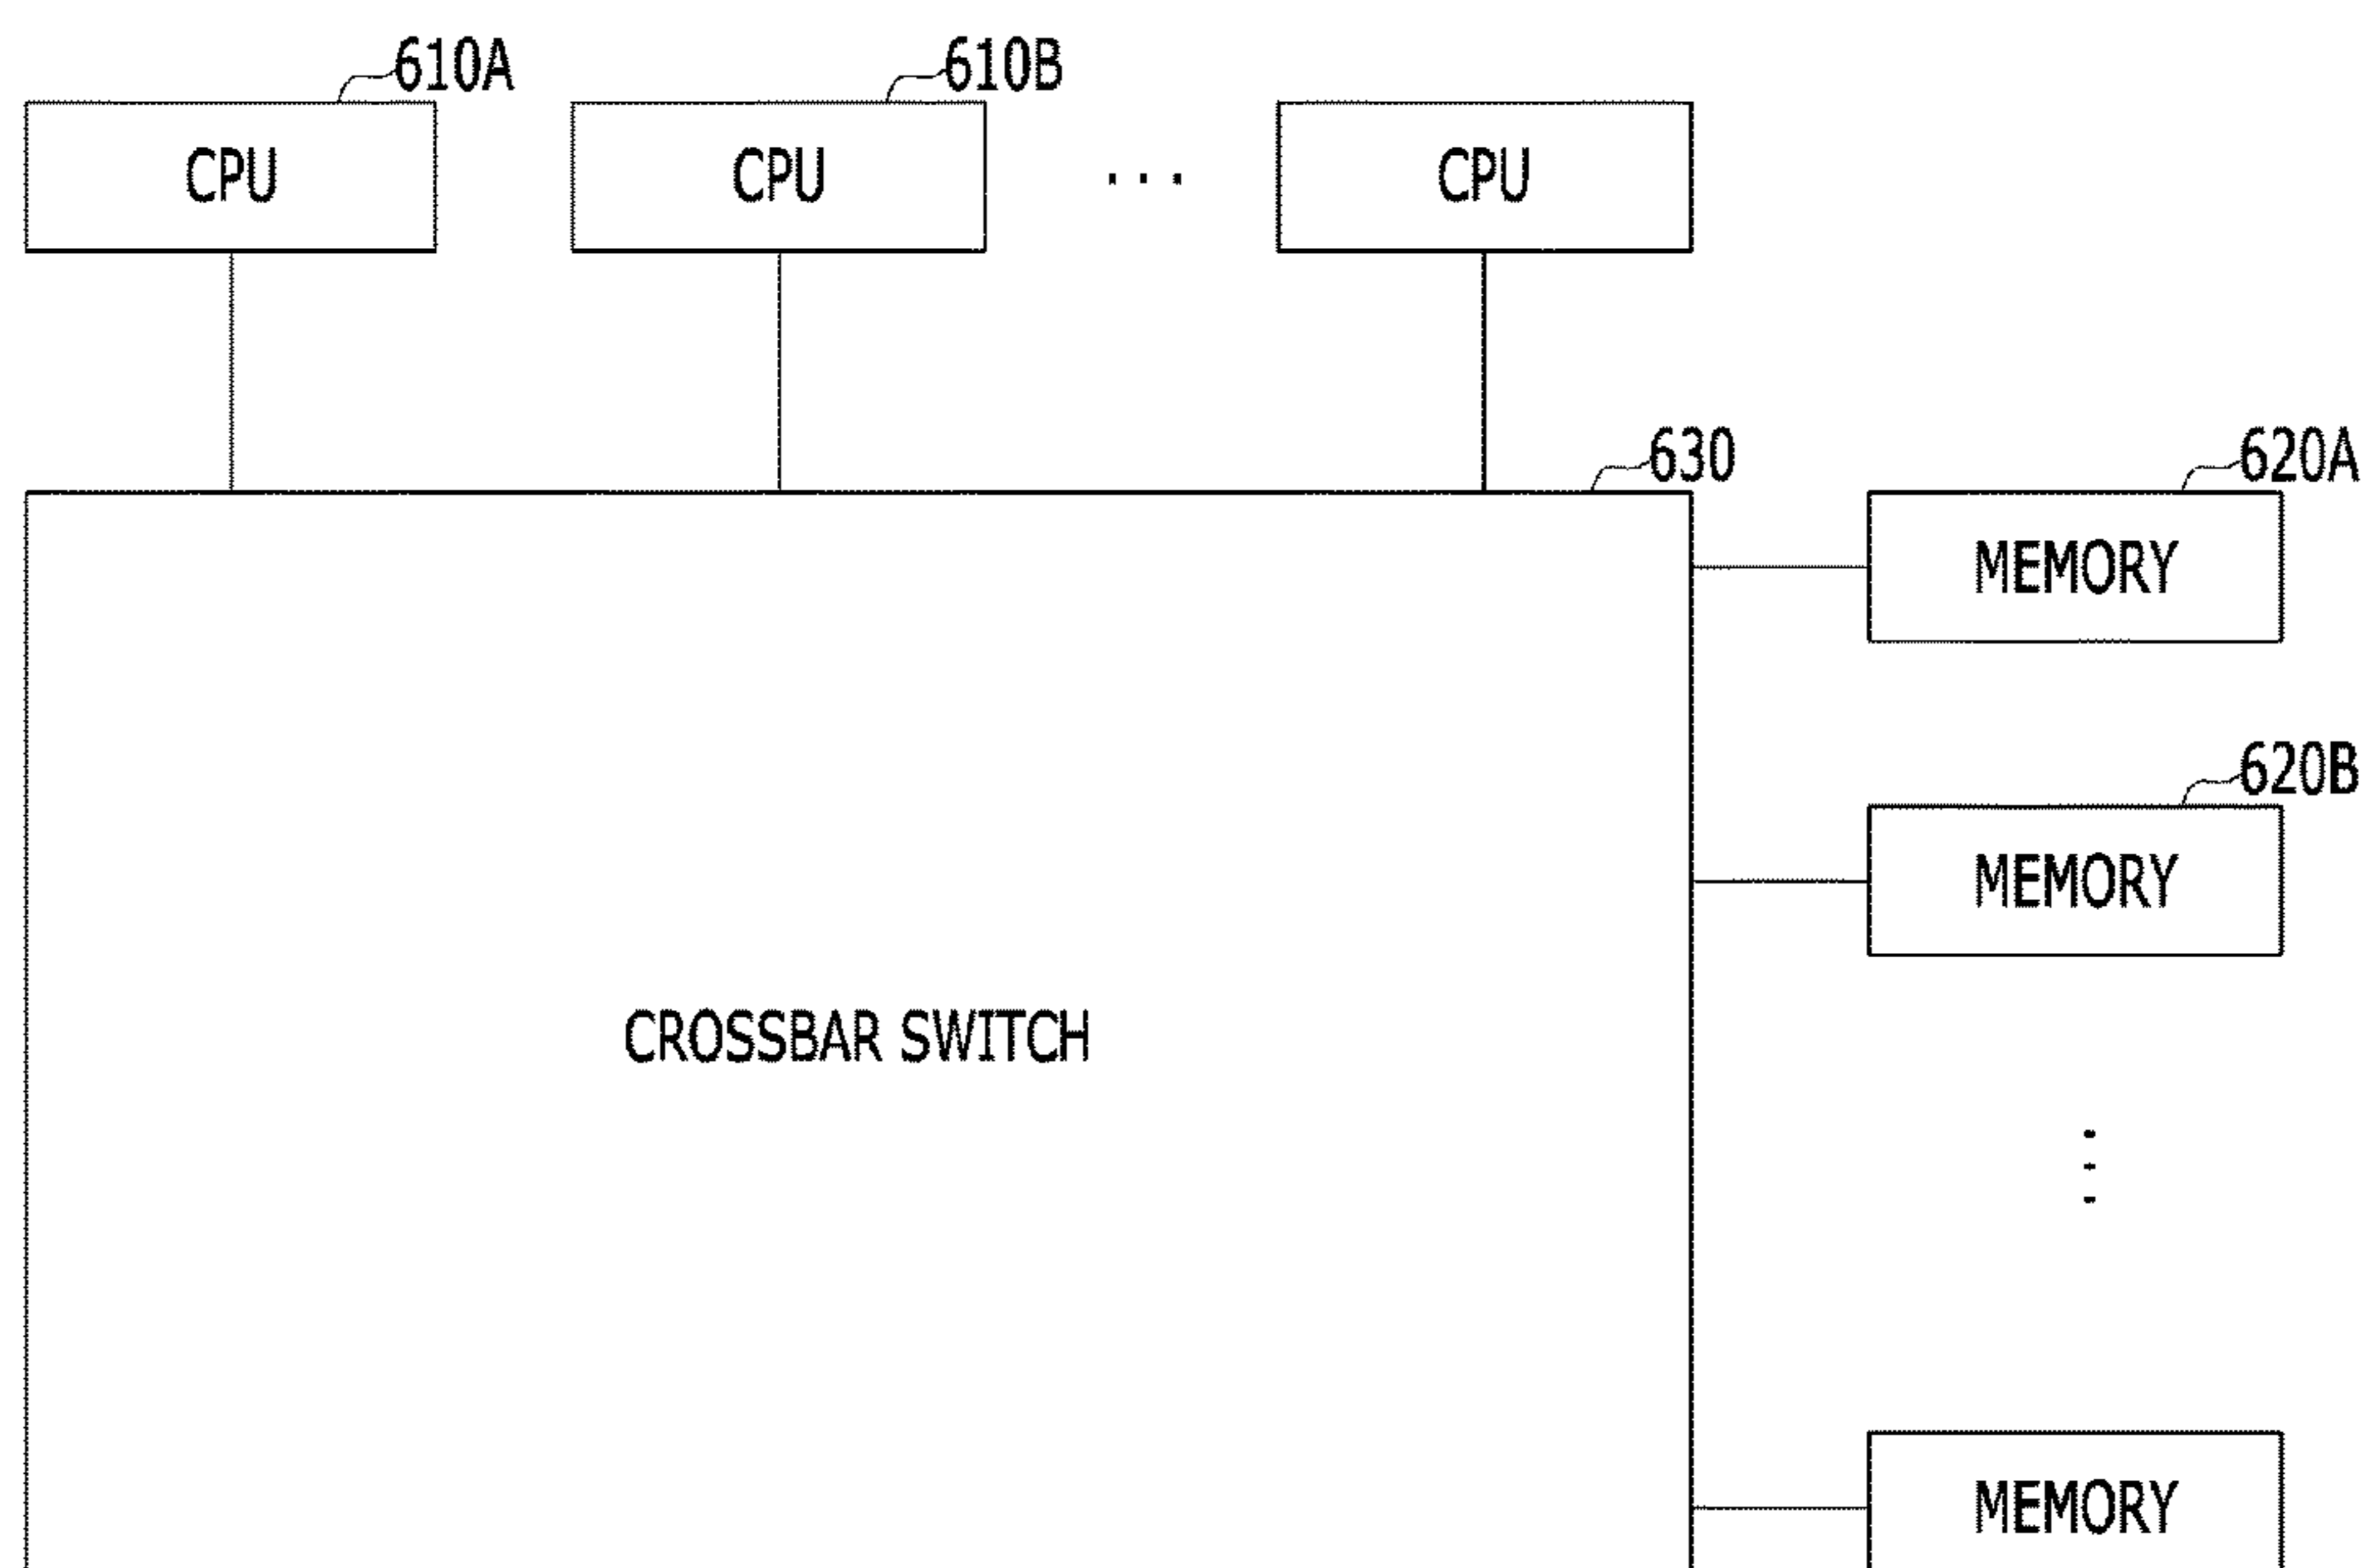 610A
610B
CPU
CPU
...
CPU
630
620A
MEMORY
620B
MEMORY
CROSSBAR SWITCH
MEMORY